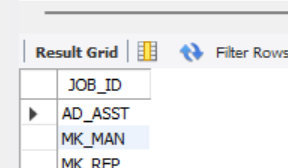 Result Grid Filter Rows
JOB_ID
AD_ASST
MK_MAN
MK_REP